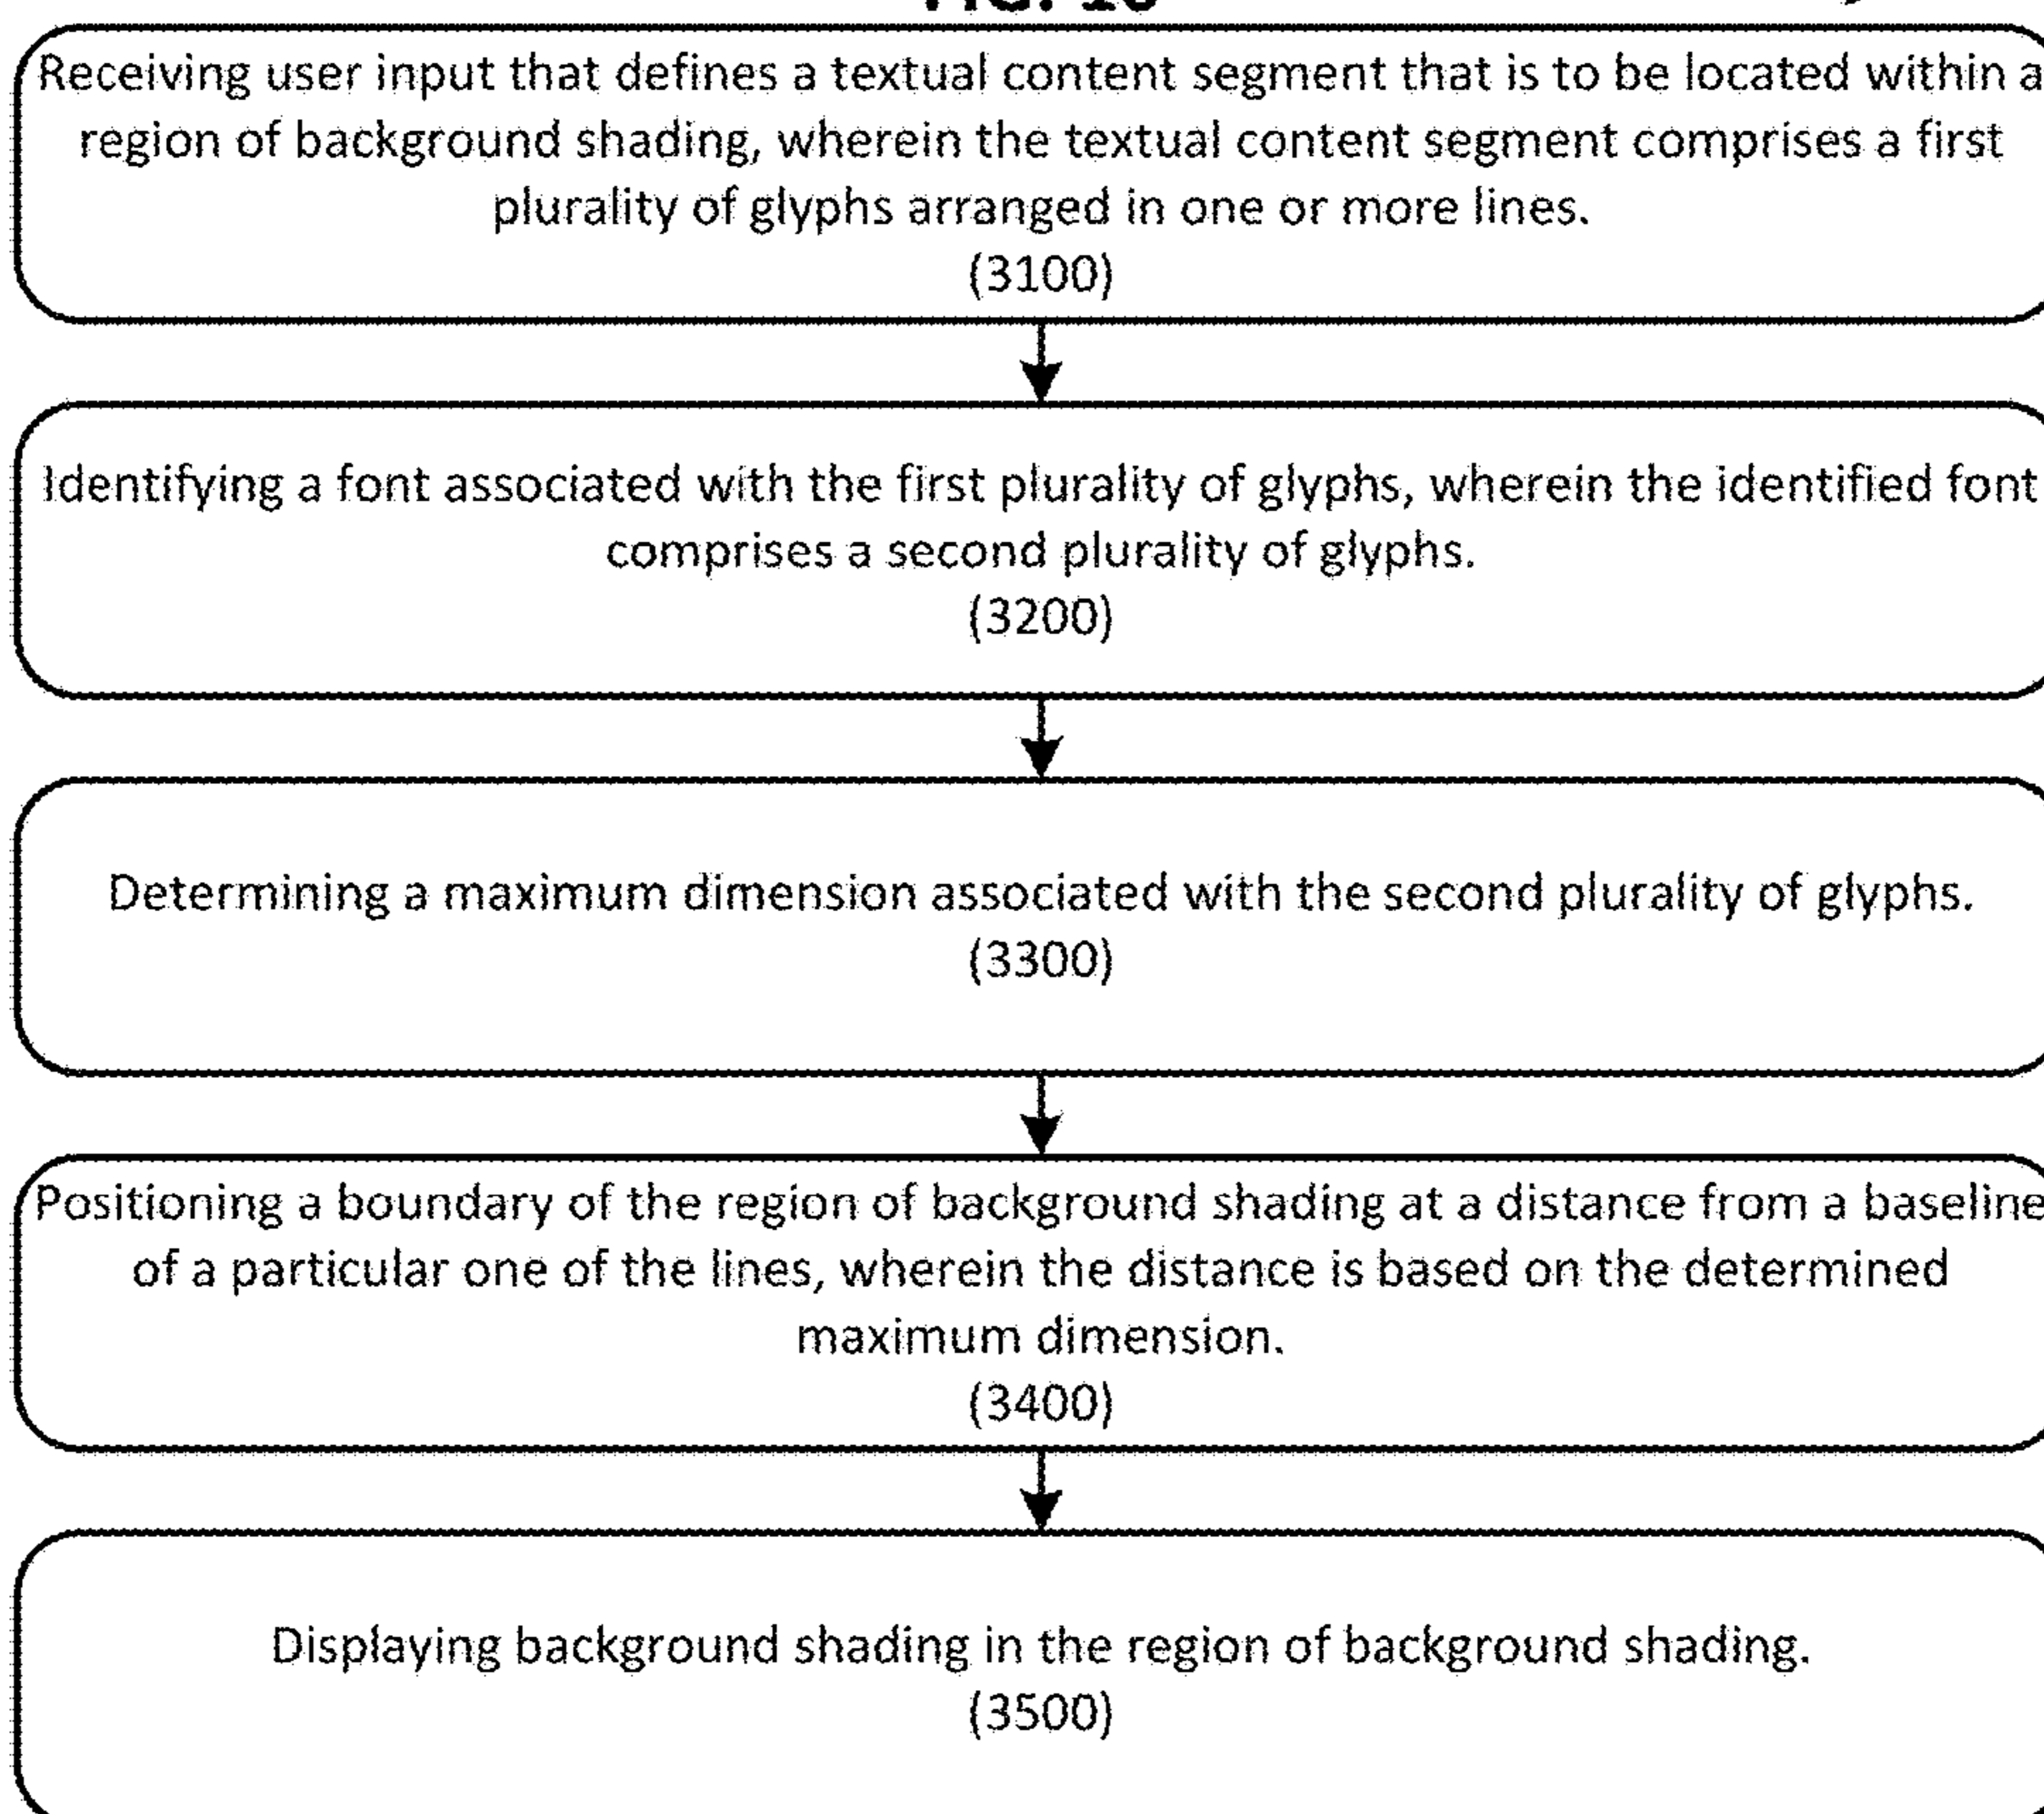 Receiving user input that defines a textual content segment that is to be located within a
region of background shading, wherein the textual content segment comprises a first
plurality of glyphs arranged in one or more lines.
(3100)
Identifying a font associated with the first plurality of glyphs, wherein the identified font
comprises a second plurality of glyphs.
(3200)
Determining a maximum dimension associated with the second plurality of glyphs.
(3300)
Positioning a boundary of the region of background shading at a distance from a baseline
of a particular one of the lines, wherein the distance is based on the determined
maximum dimension.
(3400)
Displaying background shading in the region of background shading.
(3500)